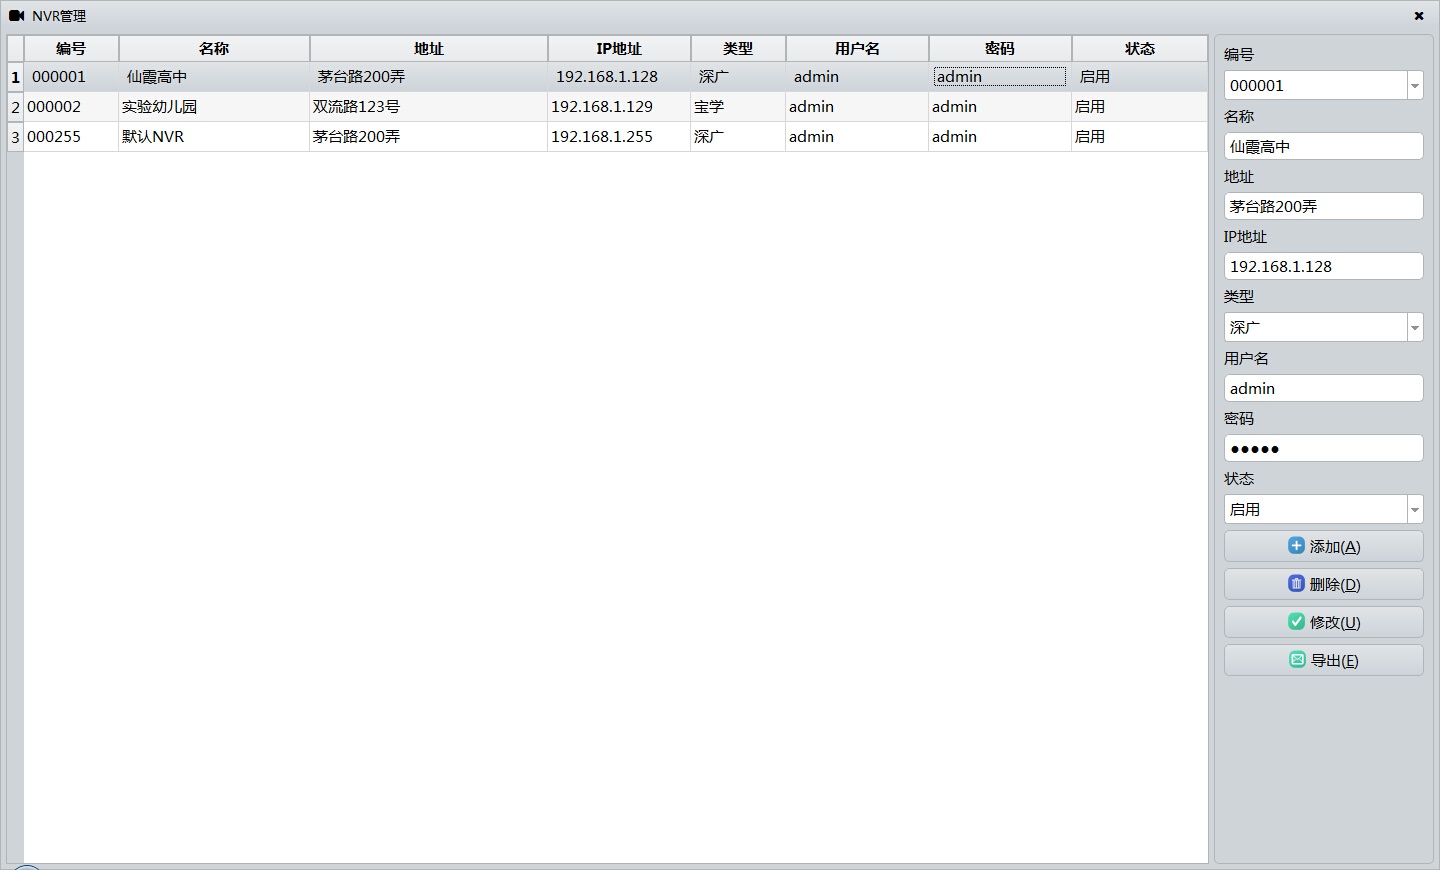 NVR管理
编号 名称 地址 IP地址 类型 用户名 密码 状态
1 000001 仙霞高中 茅台路200弄 192.168.1.128 深广 admin admin 启用
2 000002 实验幼儿园 双流路123号 192.168.1.129 宝学 admin admin 启用
3 000255 默认NVR 茅台路200弄 192.168.1.255 深广 admin admin 启用
编号
000001
名称
仙霞高中
地址
茅台路200弄
IP地址
192.168.1.128
类型
深广
用户名
admin
密码
●●●●●
状态
启用
添加(A)
删除(D)
修改(U)
导出(E)